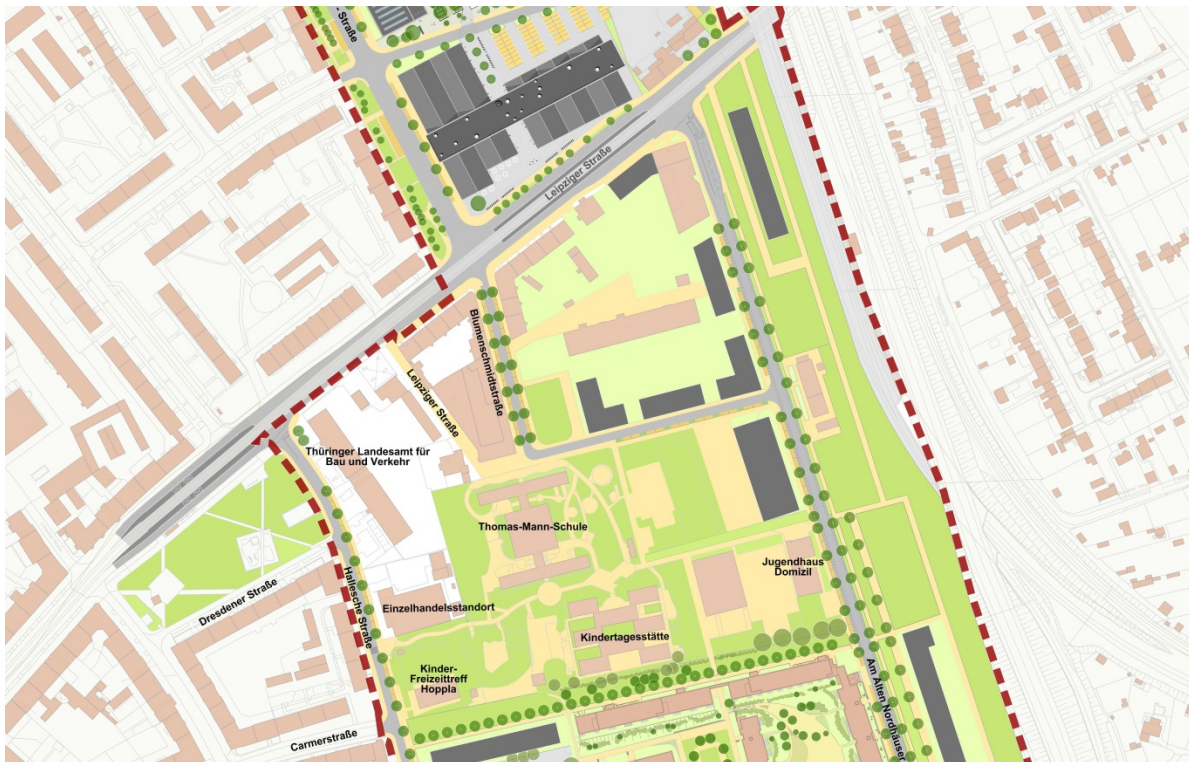 - Straße
Leipziger Straße
Blumenschmidtstraße
Leipziger Straße
Thüringer Landesamt für
Bau und Verkehr
Thomas-Mann-Schule
Jugendhaus
Domizil
Dresdener Straße
Hallesche Straße
Einzelhandelsstandort
Kindertagesstätte
Kinder-
Freizeittreff
Hoppla
Am Alten Nordhäuser
Carmerstraße